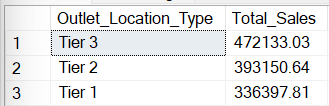 Outlet_Location_Type Total_Sales
1 Tier 3 472133.03
2 Tier 2 393150.64
3 Tier 1 336397.81